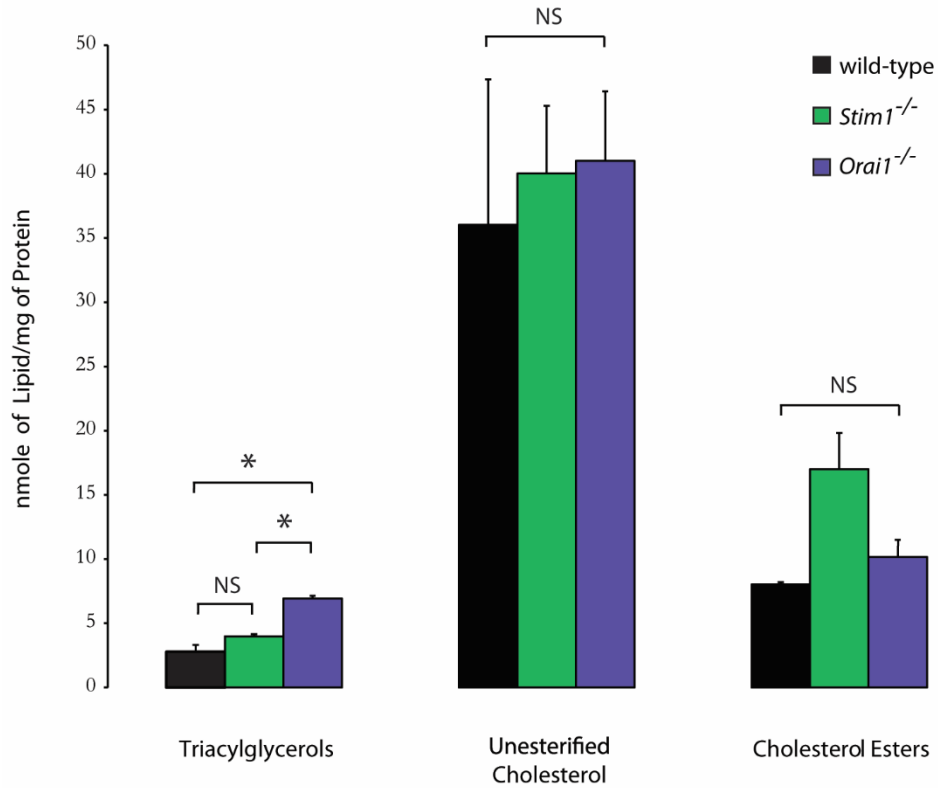 NS
50
45
40
35
30
25
20
15
10
5
0
nmole of Lipid/mg of Protein
wild-type
Stim1-/-
Orai1-/-
*
*
NS
NS
Triacylglycerols
Unesterified
Cholesterol
Cholesterol Esters